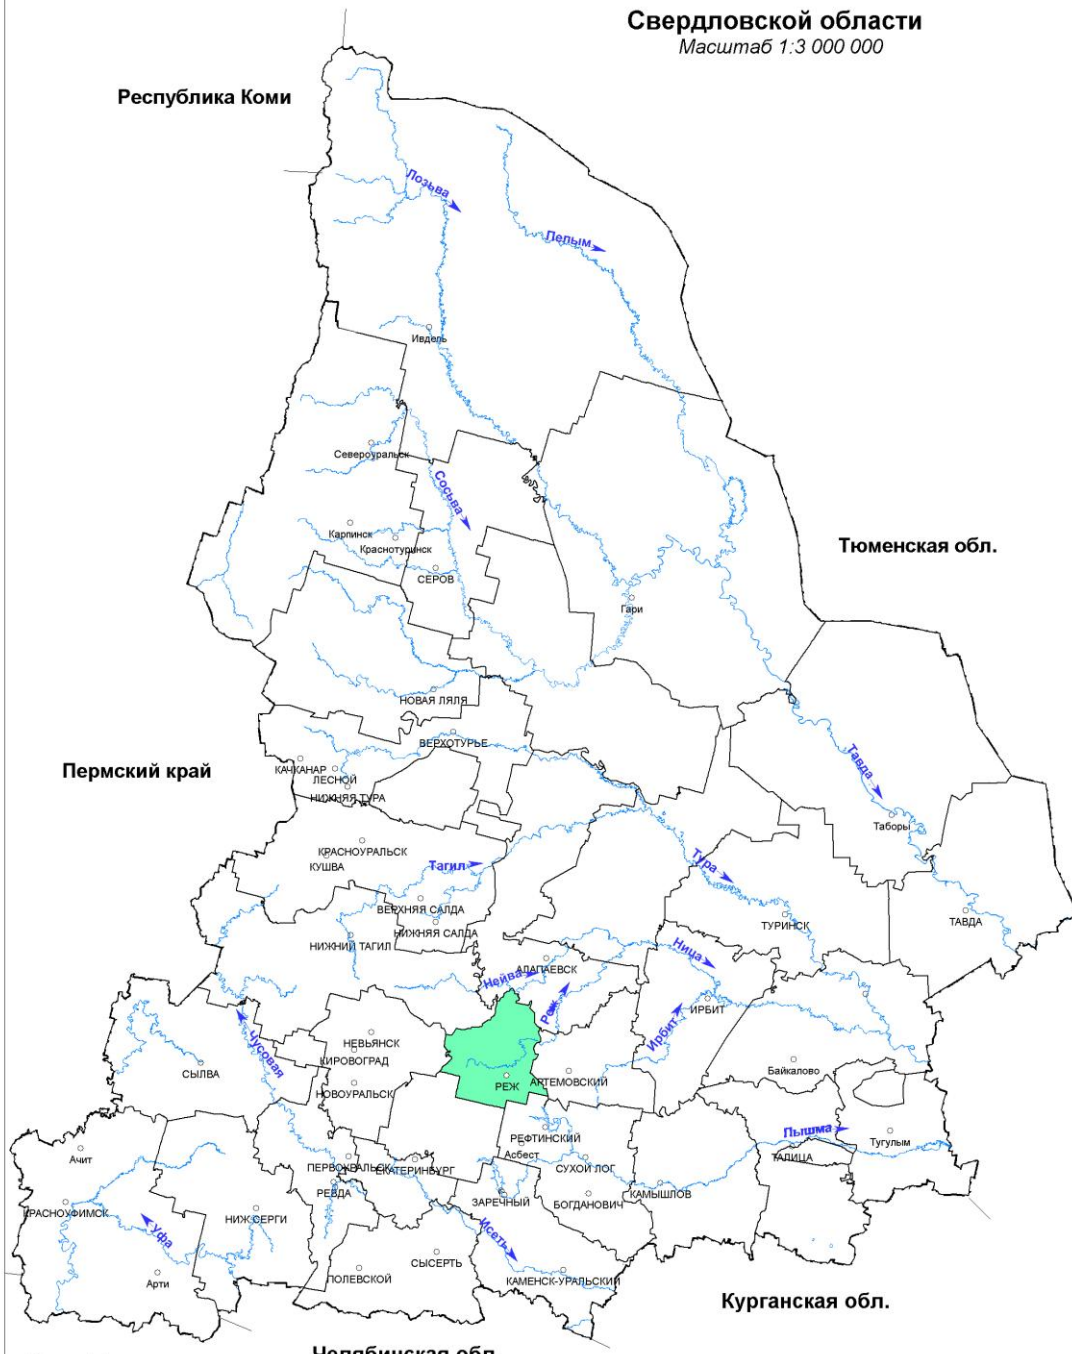 Свердловской области
Масштаб 1:3 000 000
Республика Коми
Лозьва
Пелым
Ивдель
Североуральск
Сосьва
Карпинск
Краснотуринск
Тюменская обл.
СЕРОВ
Гари
НОВАЯ ЛЯЛЯ
ВЕРХОТУРЬЕ
Пермский край
КАЧКАНАР
ЛЕСНОЙ
НИЖНЯЯ ТУРА
Тавда
Таборы
КРАСНОУРАЛЬСК
КУШВА
Тагил
Тура
ВЕРХНЯЯ САЛДА
ТАВДА
ТУРИНСК
НИЖНЯЯ САЛДА
НИЖНИЙ ТАГИЛ
Ница
АЛАПАЕВСК
Нейва
Реж
ИРБИТ
Ирбит
НЕВЬЯНСК
Чусовая
КИРОВОГРАД
СЫЛВА
Байкалово
АРТЕМОВСКИЙ
РЕЖ
НОВОУРАЛЬСК
Пышма
РЕФТИНСКИЙ
Тугулым
Асбест
Ачит
ТАЛИЦА
ПЕРВОУРАЛЬСК
ЕКАТЕРИНБУРГ
СУХОЙ ЛОГ
РЕВДА
КАМЫШЛОВ
ЗАРЕЧНЫЙ
БОГДАНОВИЧ
КРАСНОУФИМСК
НИЖ.СЕРГИ
Уфа
Исеть
СЫСЕРТЬ
ПОЛЕВСКОЙ
Арти
КАМЕНСК-УРАЛЬСКИЙ
Курганская обл.
Челябинская обл.